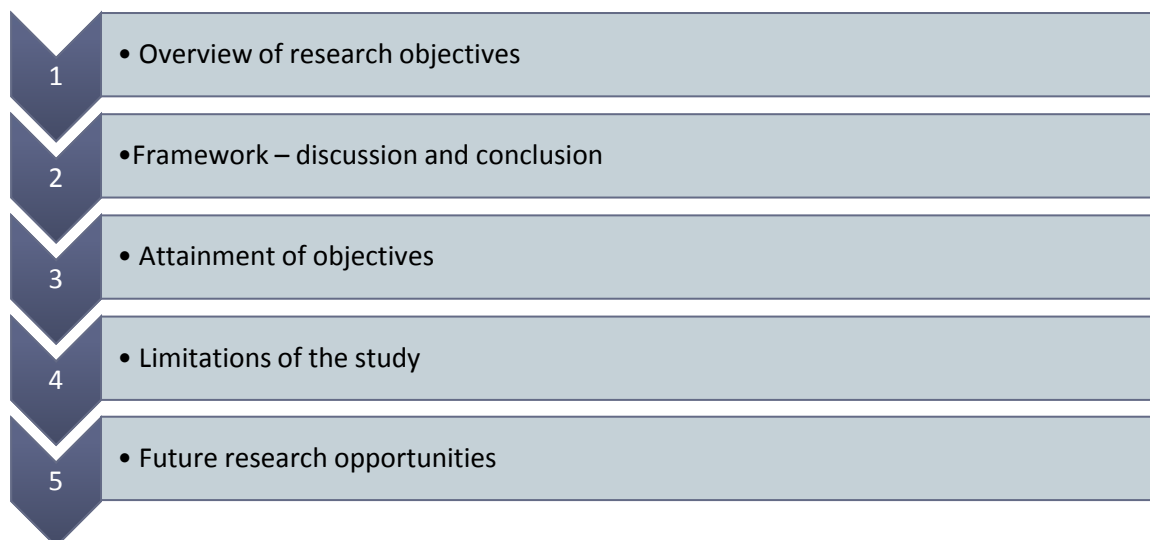 1
• Overview of research objectives
2
•Framework – discussion and conclusion
3
• Attainment of objectives
4
• Limitations of the study
5
• Future research opportunities